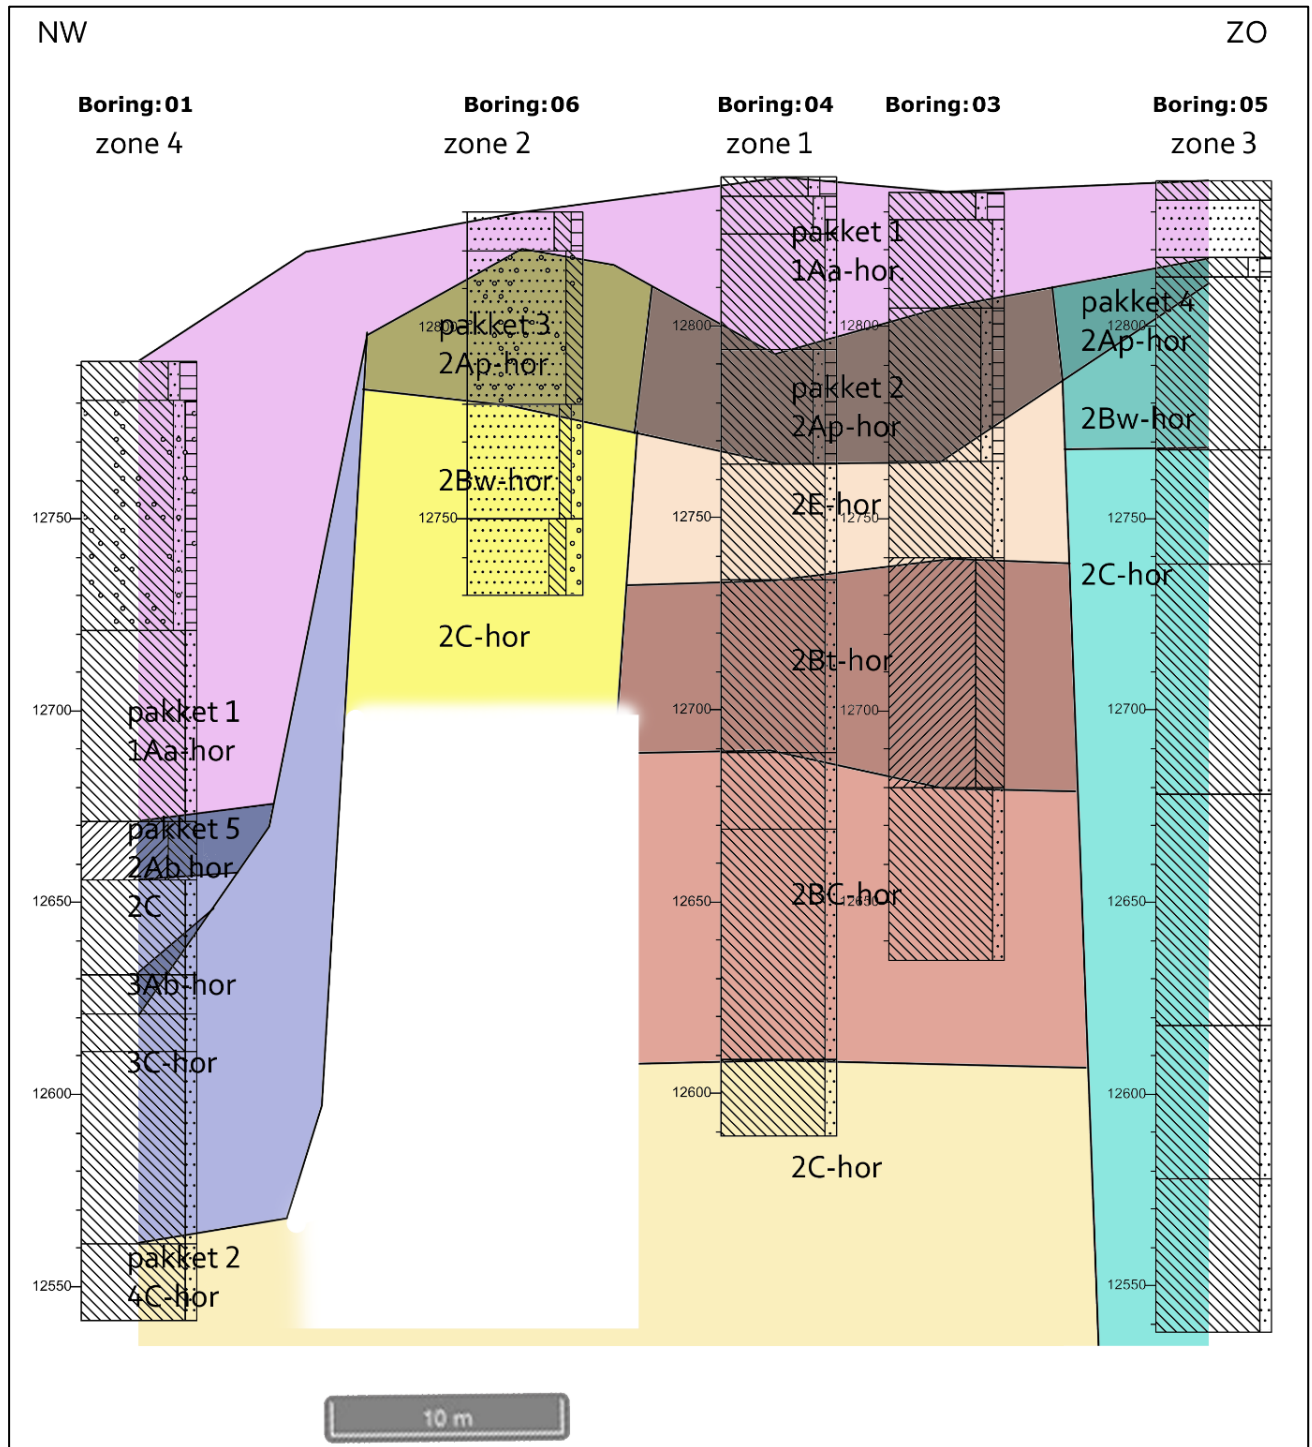 NW
ZO
Boring:01
Boring:06
Boring:04
Boring:03
Boring:05
zone 4
zone 2
zone 1
zone 3
pakket 1
1Aa-hor
pakket 4
2Ap-hor
2Bw-hor
2C-hor
pakket 3
2Ap-hor
2Bw-hor
2C-hor
pakket 2
2Ap-hor
2E-hor
2Bt-hor
2BC-hor
2C-hor
pakket 1
1Aa-hor
pakket 5
2Ab hor
2C
3Ab-hor
3C-hor
pakket 2
4C-hor
12750
12700
12650
12600
12550
12800
12750
12800
12750
12700
12650
12600
12800
12750
12700
12650
12800
12750
12700
12650
12600
12550
10 m